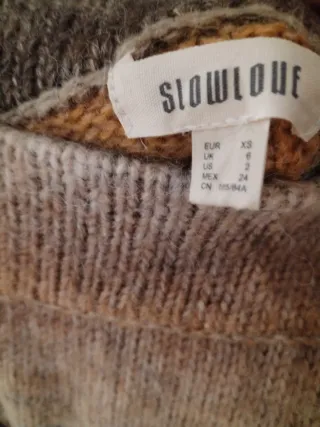 SLOWLOVE
EUR XS
UK 6
US 2
MEX 24
CN 155/84A